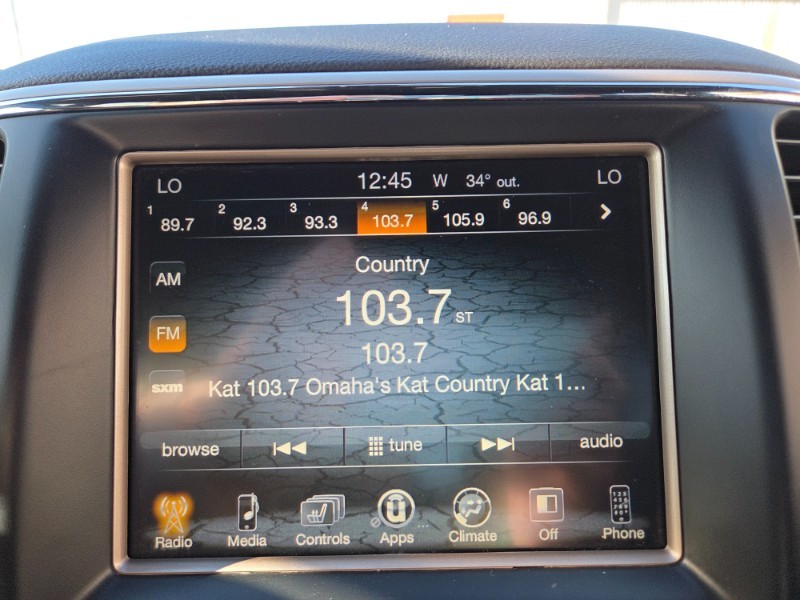 LO 12:45 W 34° out. LO
1 89.7 2 92.3 3 93.3 4 103.7 5 105.9 6 96.9
Country
AM
103.7 ST
FM
103.7
sxm
Kat 103.7 Omaha's Kat Country Kat 1...
browse tune audio
Radio Media Controls Apps Climate Off Phone